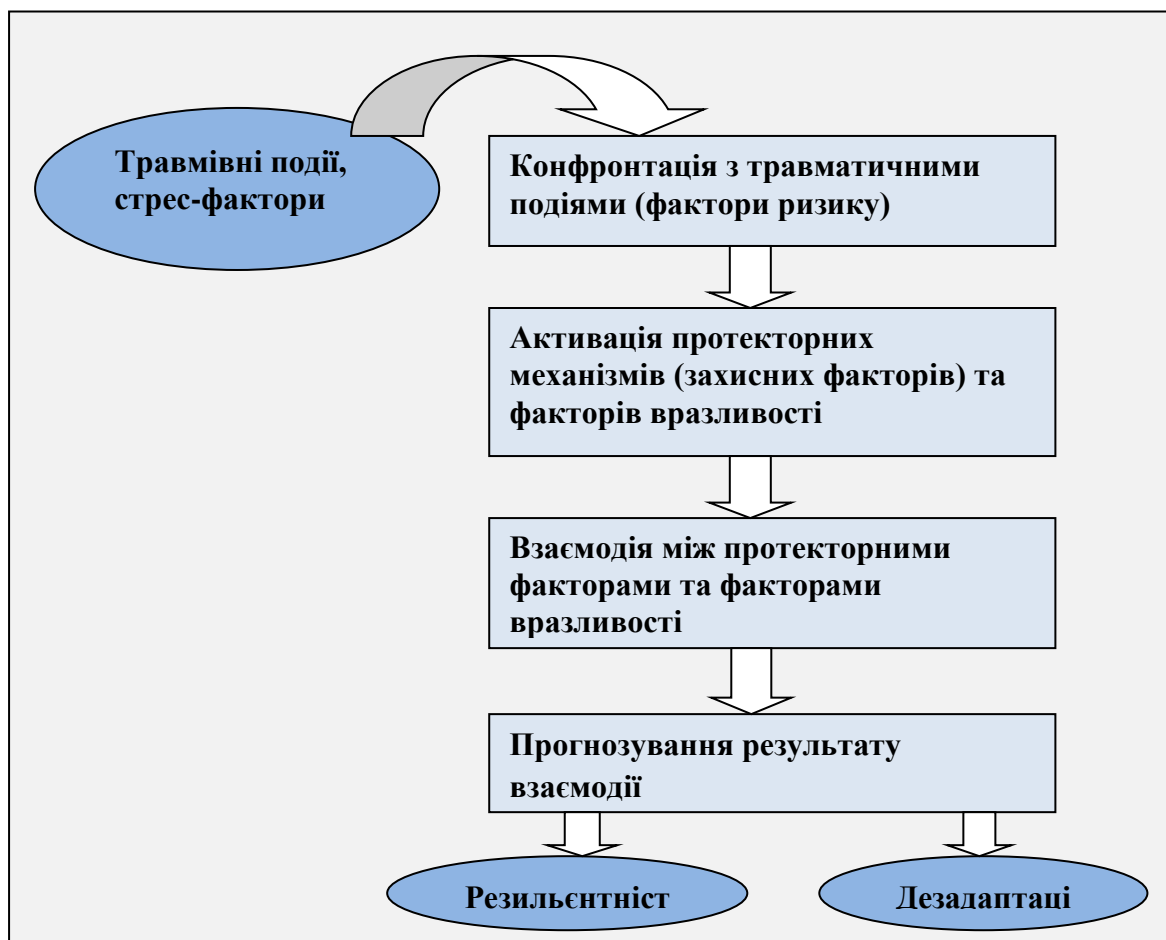 Травмівні події,
стрес-фактори
Конфронтація з травматичними
подіями (фактори ризику)
Активація протекторних
механізмів (захисних факторів) та
факторів вразливості
Взаємодія між протекторними
факторами та факторами
вразливості
Прогнозування результату
взаємодії
Резильєнтніст
Дезадаптаці